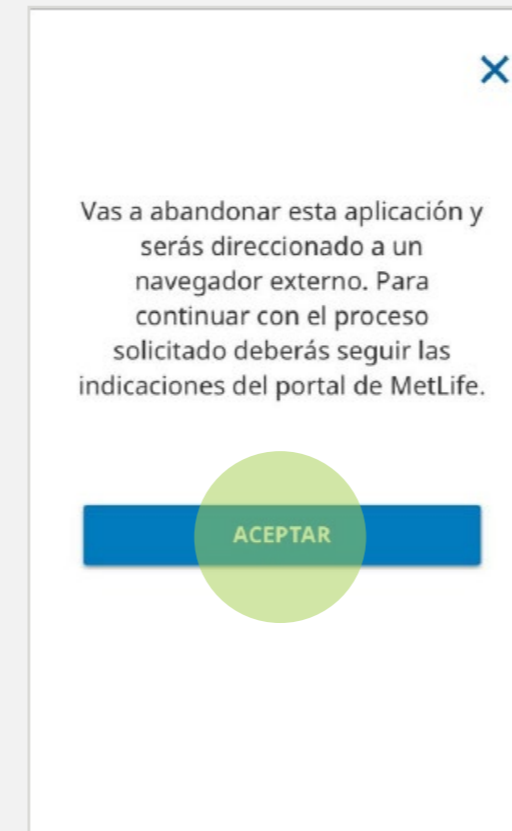 Vas a abandonar esta aplicación y
serás direccionado a un
navegador externo. Para
continuar con el proceso
solicitado deberás seguir las
indicaciones del portal de MetLife.
ACEPTAR